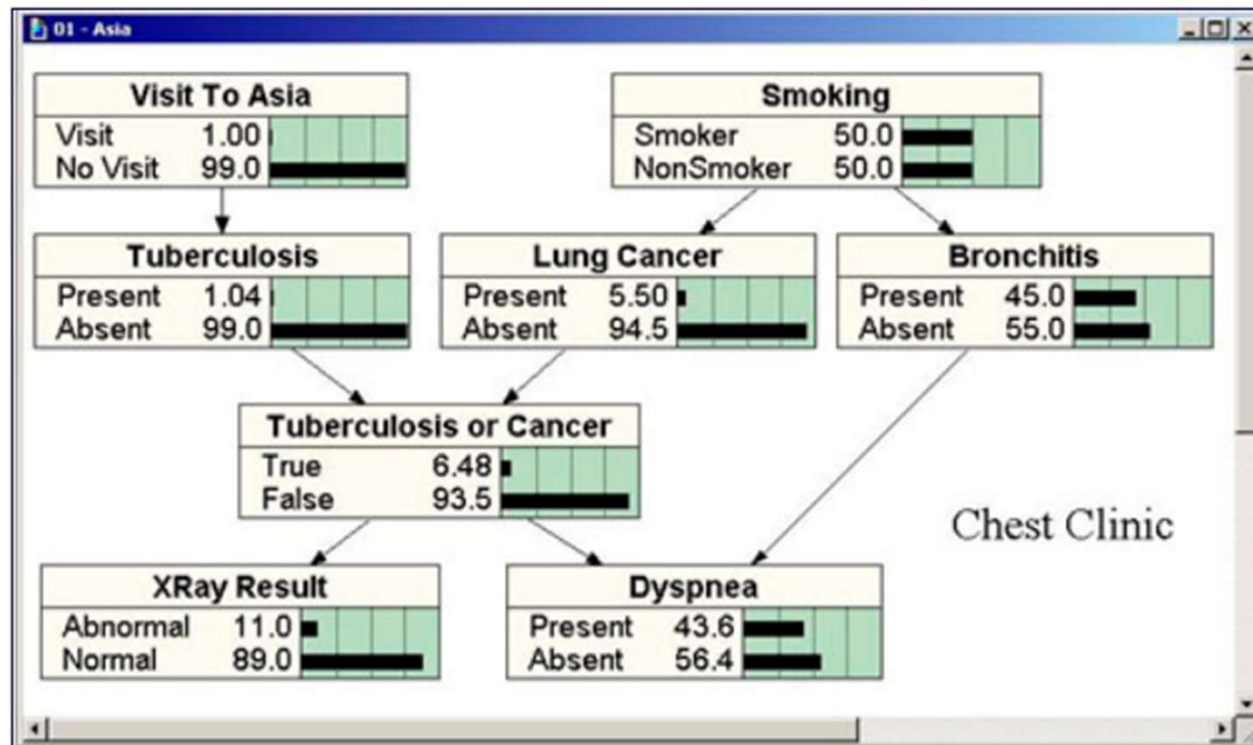 01 - Asia
Visit To Asia
Visit 1.00
No Visit 99.0
Smoking
Smoker 50.0
NonSmoker 50.0
Tuberculosis
Present 1.04
Absent 99.0
Lung Cancer
Present 5.50
Absent 94.5
Bronchitis
Present 45.0
Absent 55.0
Tuberculosis or Cancer
True 6.48
False 93.5
Chest Clinic
XRay Result
Abnormal 11.0
Normal 89.0
Dyspnea
Present 43.6
Absent 56.4